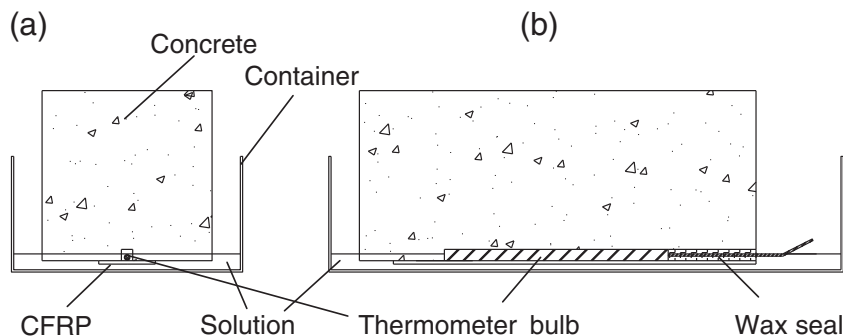 (a)
(b)
Concrete
Container
CFRP
Solution
Thermometer bulb
Wax seal